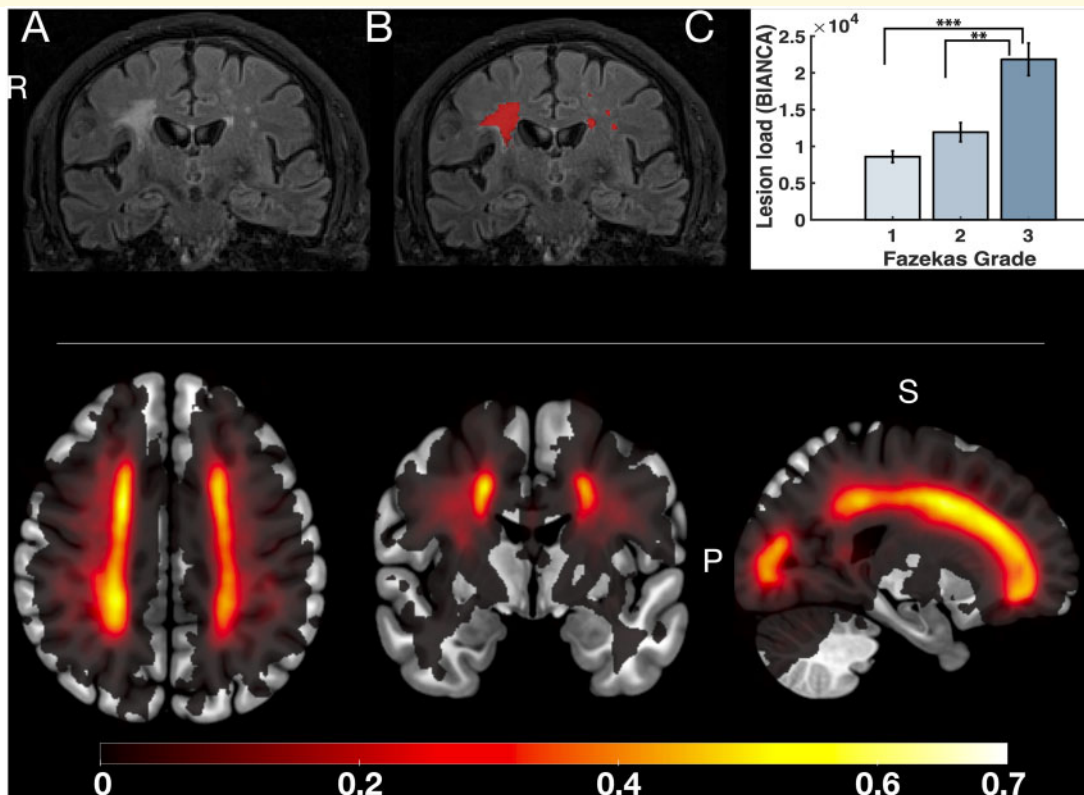 A
B
C
R
×10⁴
***
**
2.5
2
1.5
1
0.5
0
Lesion load (BIANCA)
1 2 3
Fazekas Grade
S
P
0 0.2 0.4 0.6 0.7